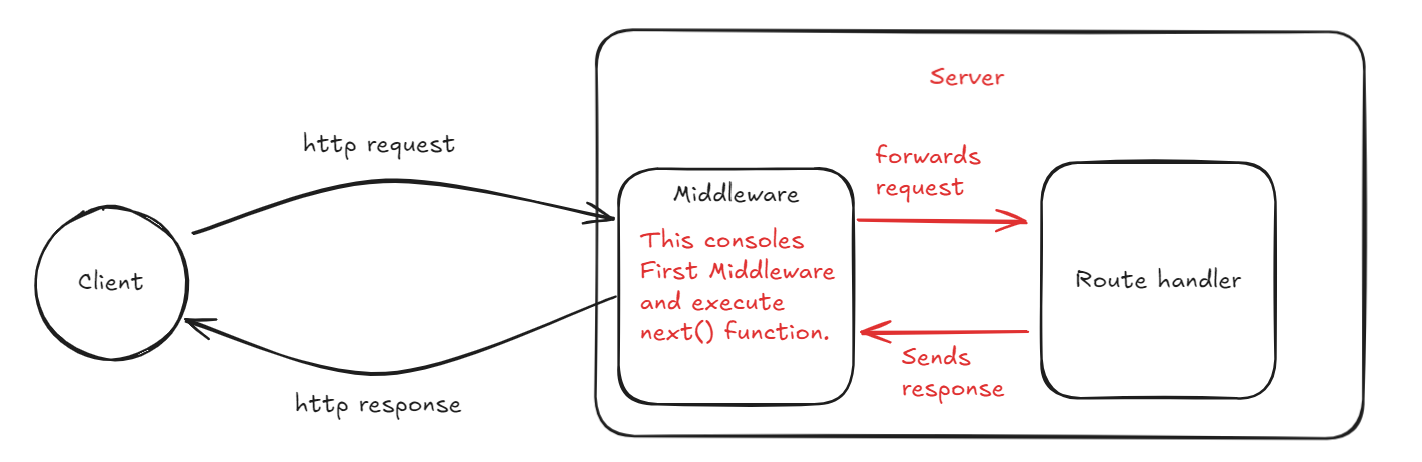 Server
http request
forwards
request
Middleware
This consoles
First Middleware
and execute
next() function.
Client
Route handler
Sends
response
http response